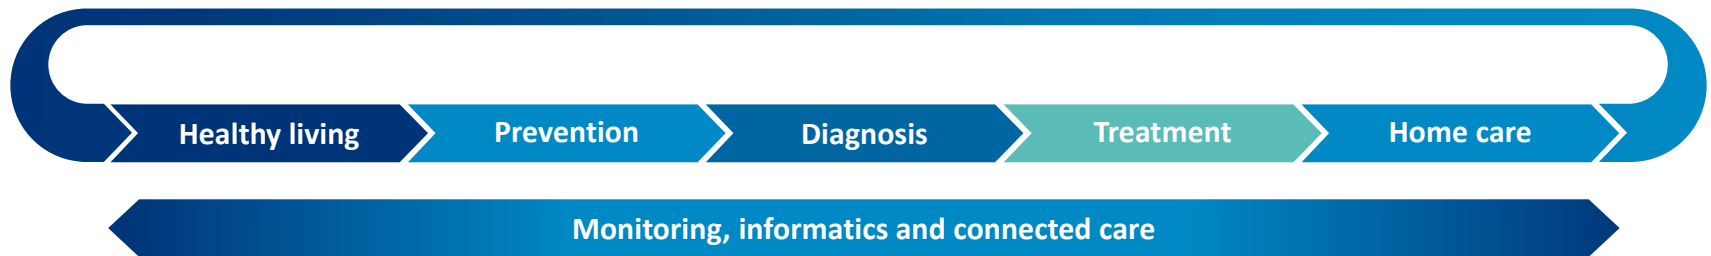 Healthy living
Prevention
Diagnosis
Treatment
Home care
Monitoring, informatics and connected care